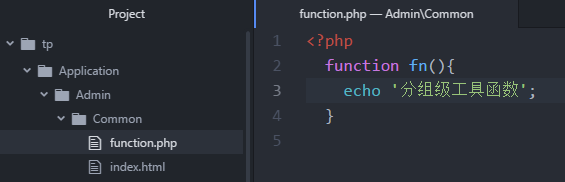 Project
tp
Application
Admin
Common
function.php
index.html
function.php — Admin\Common
1 <?php
2 function fn(){
3 echo '分组级工具函数';
4 }
5